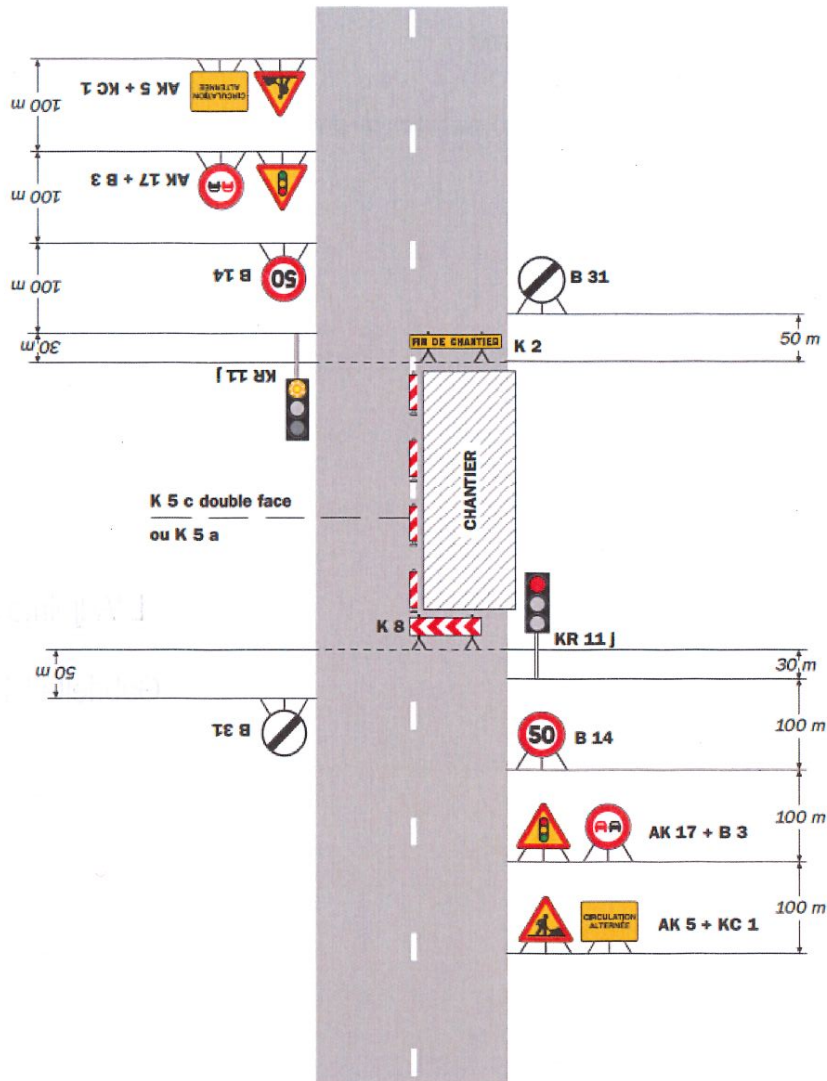 AK 5 + KC 1
CIRCULATION
ALTERNÉE
100 m
AK 17 + B 3
100 m
B 14
50
100 m
30 m
KR 11 j
B 31
50 m
FIN DE CHANTIER
K 2
CHANTIER
K 5 c double face
ou K 5 a
K 8
KR 11 j
50 m
30 m
B 31
50
B 14
100 m
AK 17 + B 3
100 m
CIRCULATION
ALTERNÉE
AK 5 + KC 1
100 m